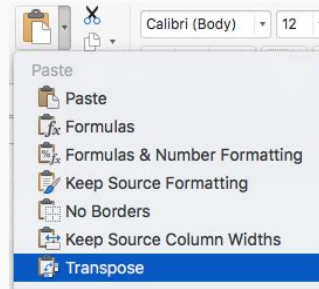 Calibri (Body) 12
Paste
Paste
Formulas
Formulas & Number Formatting
Keep Source Formatting
No Borders
Keep Source Column Widths
Transpose